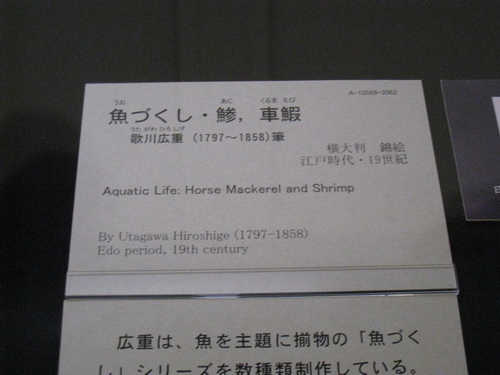 A-10569-3062
うお あじ くるま えび
魚づくし・鯵，車鰕
うたがわ ひろしげ
歌川広重 (1797〜1858)筆
横大判 錦絵
江戸時代・19世紀
Aquatic Life: Horse Mackerel and Shrimp
By Utagawa Hiroshige (1797-1858)
Edo period, 19th century
広重は、魚を主題に揃物の「魚づく
し」シリーズを数種類制作している。